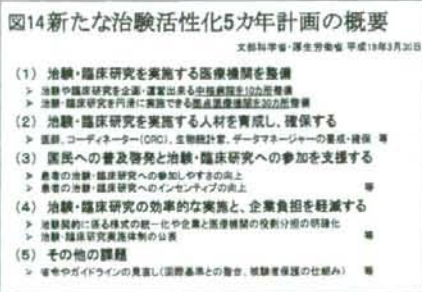 図14新たな治験活性化5カ年計画の概要
文部科学省・厚生労働省 平成19年3月30日
(1) 治験・臨床研究を実施する医療機関を整備
> 治験や臨床研究を企画・運営出来る中核病院を10カ所整備
> 治験・臨床研究を円滑に実施できる拠点医療機関を30カ所整備
(2) 治験・臨床研究を実施する人材を育成し、確保する
> 医師、コーディネーター(CRC)、生物統計家、データマネージャーの養成・確保 等
(3) 国民への普及啓発と治験・臨床研究への参加を支援する
> 患者の治験・臨床研究への参加しやすさの向上
> 患者の治験・臨床研究へのインセンティブの向上 等
(4) 治験・臨床研究の効率的な実施と、企業負担を軽減する
> 治験契約に係る様式の統一化や企業と医療機関の役割分担の明確化
> 治験・臨床研究実施体制の公表 等
(5) その他の課題
> 省令やガイドラインの見直し(国際基準との整合、被験者保護の仕組み) 等